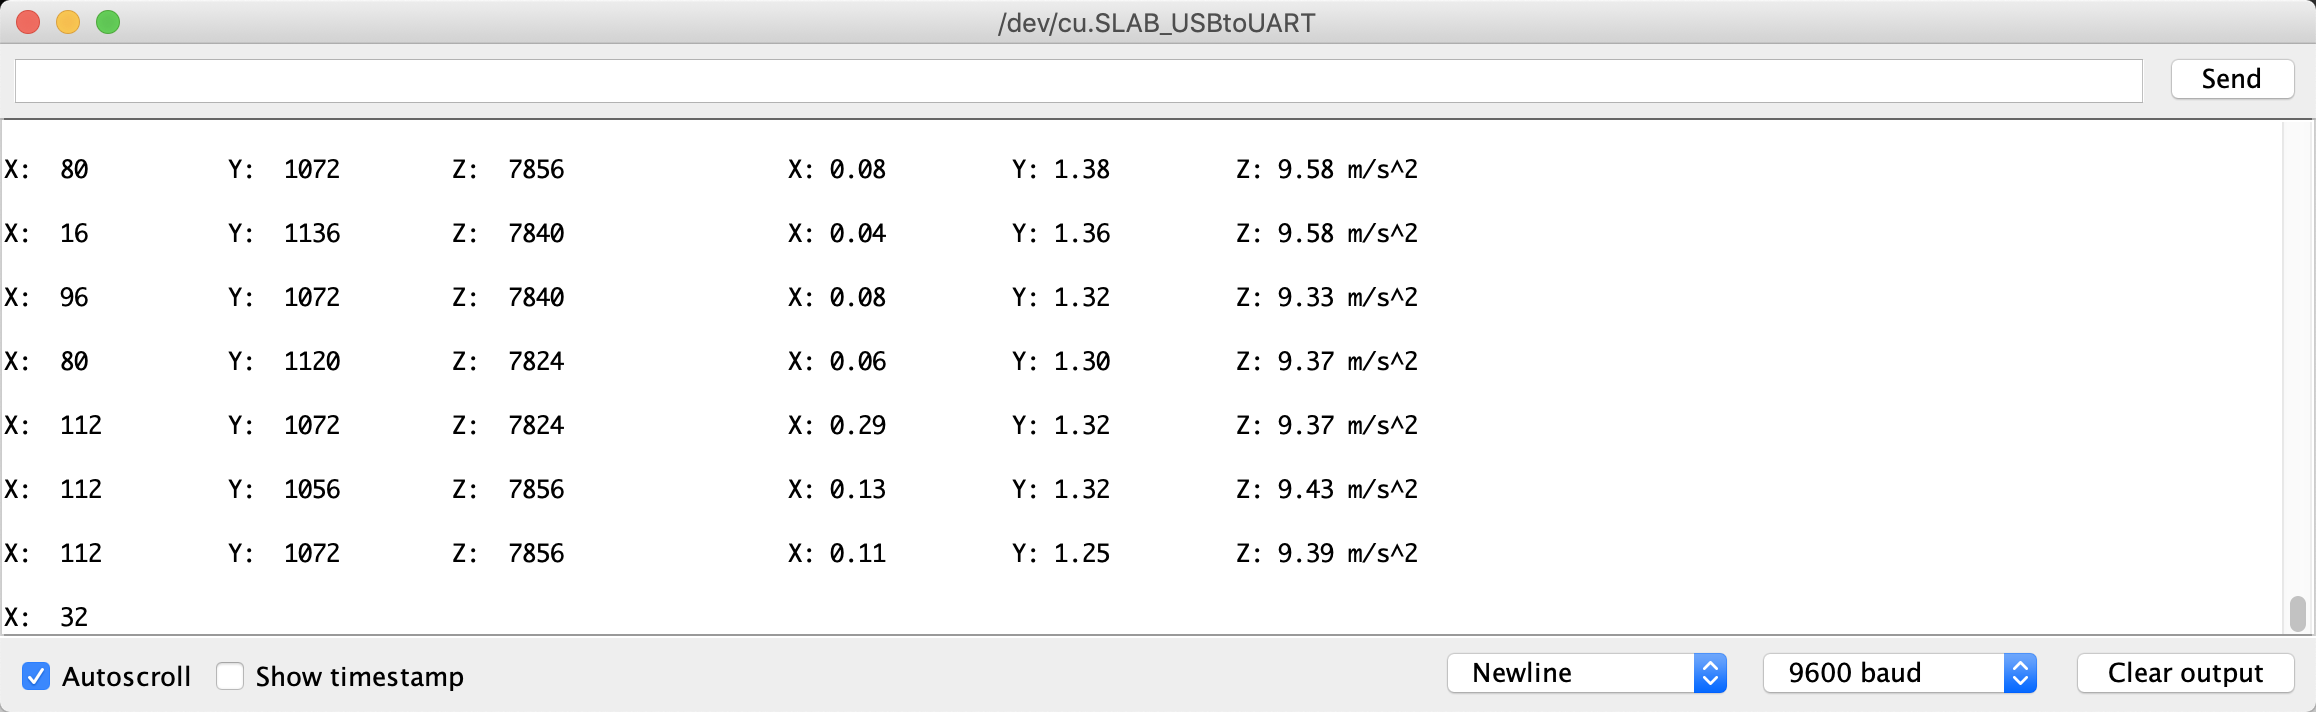 /dev/cu.SLAB_USBtoUART
Send
X:  80          Y:  1072        Z:  7856                X: 0.08         Y: 1.38         Z: 9.58 m/s^2
X:  16          Y:  1136        Z:  7840                X: 0.04         Y: 1.36         Z: 9.58 m/s^2
X:  96          Y:  1072        Z:  7840                X: 0.08         Y: 1.32         Z: 9.33 m/s^2
X:  80          Y:  1120        Z:  7824                X: 0.06         Y: 1.30         Z: 9.37 m/s^2
X:  112         Y:  1072        Z:  7824                X: 0.29         Y: 1.32         Z: 9.37 m/s^2
X:  112         Y:  1056        Z:  7856                X: 0.13         Y: 1.32         Z: 9.43 m/s^2
X:  112         Y:  1072        Z:  7856                X: 0.11         Y: 1.25         Z: 9.39 m/s^2
X:  32
Autoscroll Show timestamp Newline 9600 baud Clear output